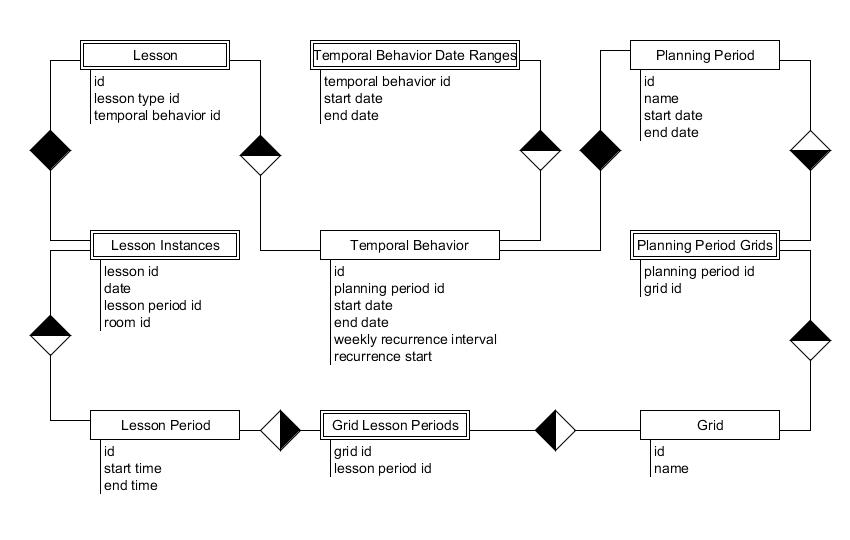 Lesson
id
lesson type id
temporal behavior id
Temporal Behavior Date Ranges
temporal behavior id
start date
end date
Planning Period
id
name
start date
end date
Lesson Instances
lesson id
date
lesson period id
room id
Temporal Behavior
id
planning period id
start date
end date
weekly recurrence interval
recurrence start
Planning Period Grids
planning period id
grid id
Lesson Period
id
start time
end time
Grid Lesson Periods
grid id
lesson period id
Grid
id
name